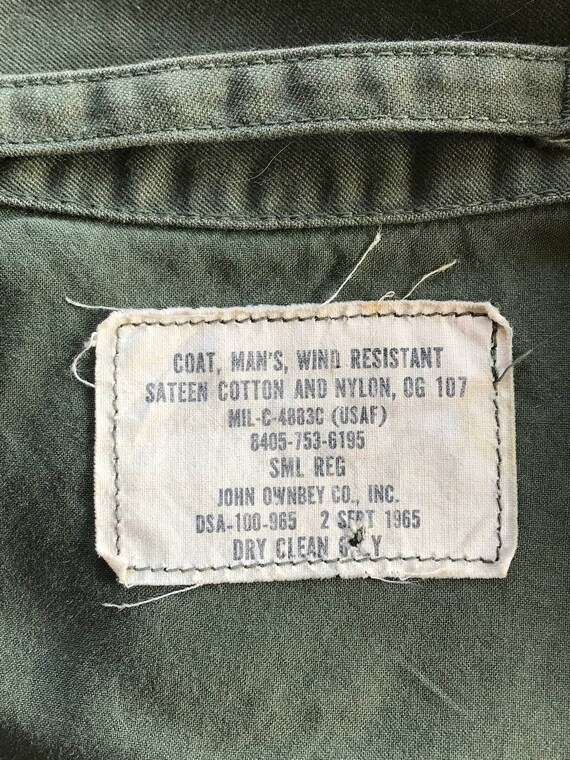 COAT, MAN'S, WIND RESISTANT
SATEEN COTTON AND NYLON, OG 107
MIL-C-4883C (USAF)
8405-753-6195
SML REG
JOHN OWNBEY CO., INC.
DSA-100-965 2 SEPT 1965
DRY CLEAN ONLY